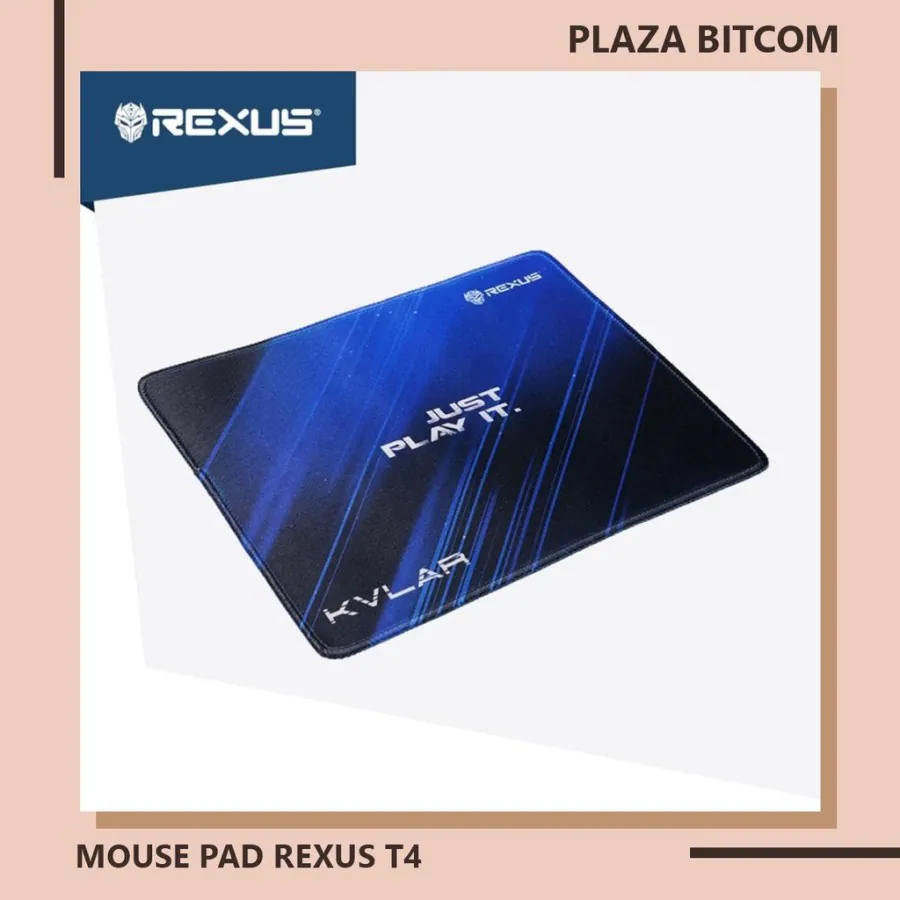 PLAZA BITCOM
REXUS®
REXUS
JUST
PLAY IT.
KVLAR
MOUSE PAD REXUS T4